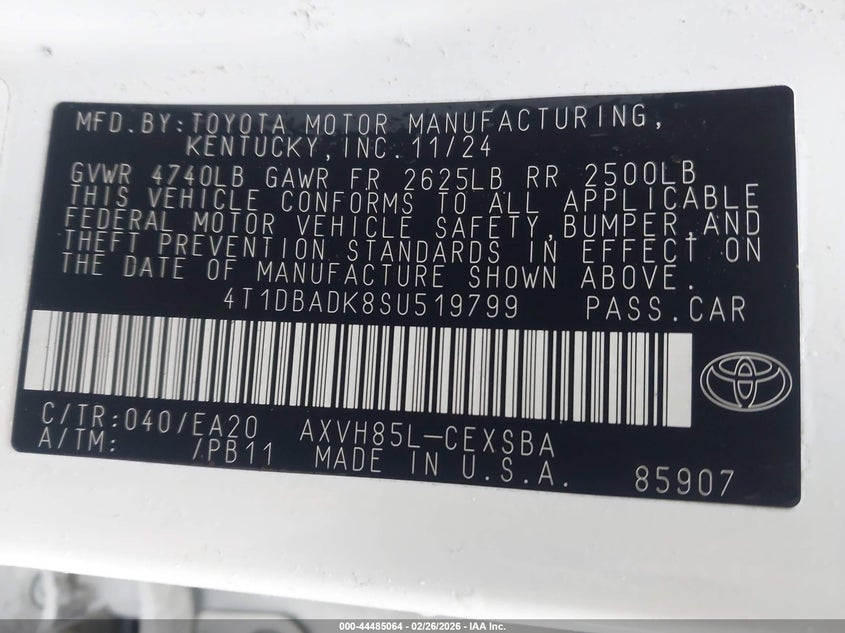 MFD.BY:TOYOTA MOTOR MANUFACTURING,
KENTUCKY,INC.11/24
GVWR 4740LB GAWR FR 2625LB RR 2500LB
THIS VEHICLE CONFORMS TO ALL APPLICABLE
FEDERAL MOTOR VEHICLE SAFETY,BUMPER,AND
THEFT PREVENTION STANDARDS IN EFFECT ON
THE DATE OF MANUFACTURE SHOWN ABOVE.
4T1DBADK8SU519799 PASS.CAR
C/TR:040/EA20 AXVH85L-CEXSBA
A/TM: /PB11 MADE IN U.S.A. 85907
000-44485064 | 02/26/2026 - IAA Inc.